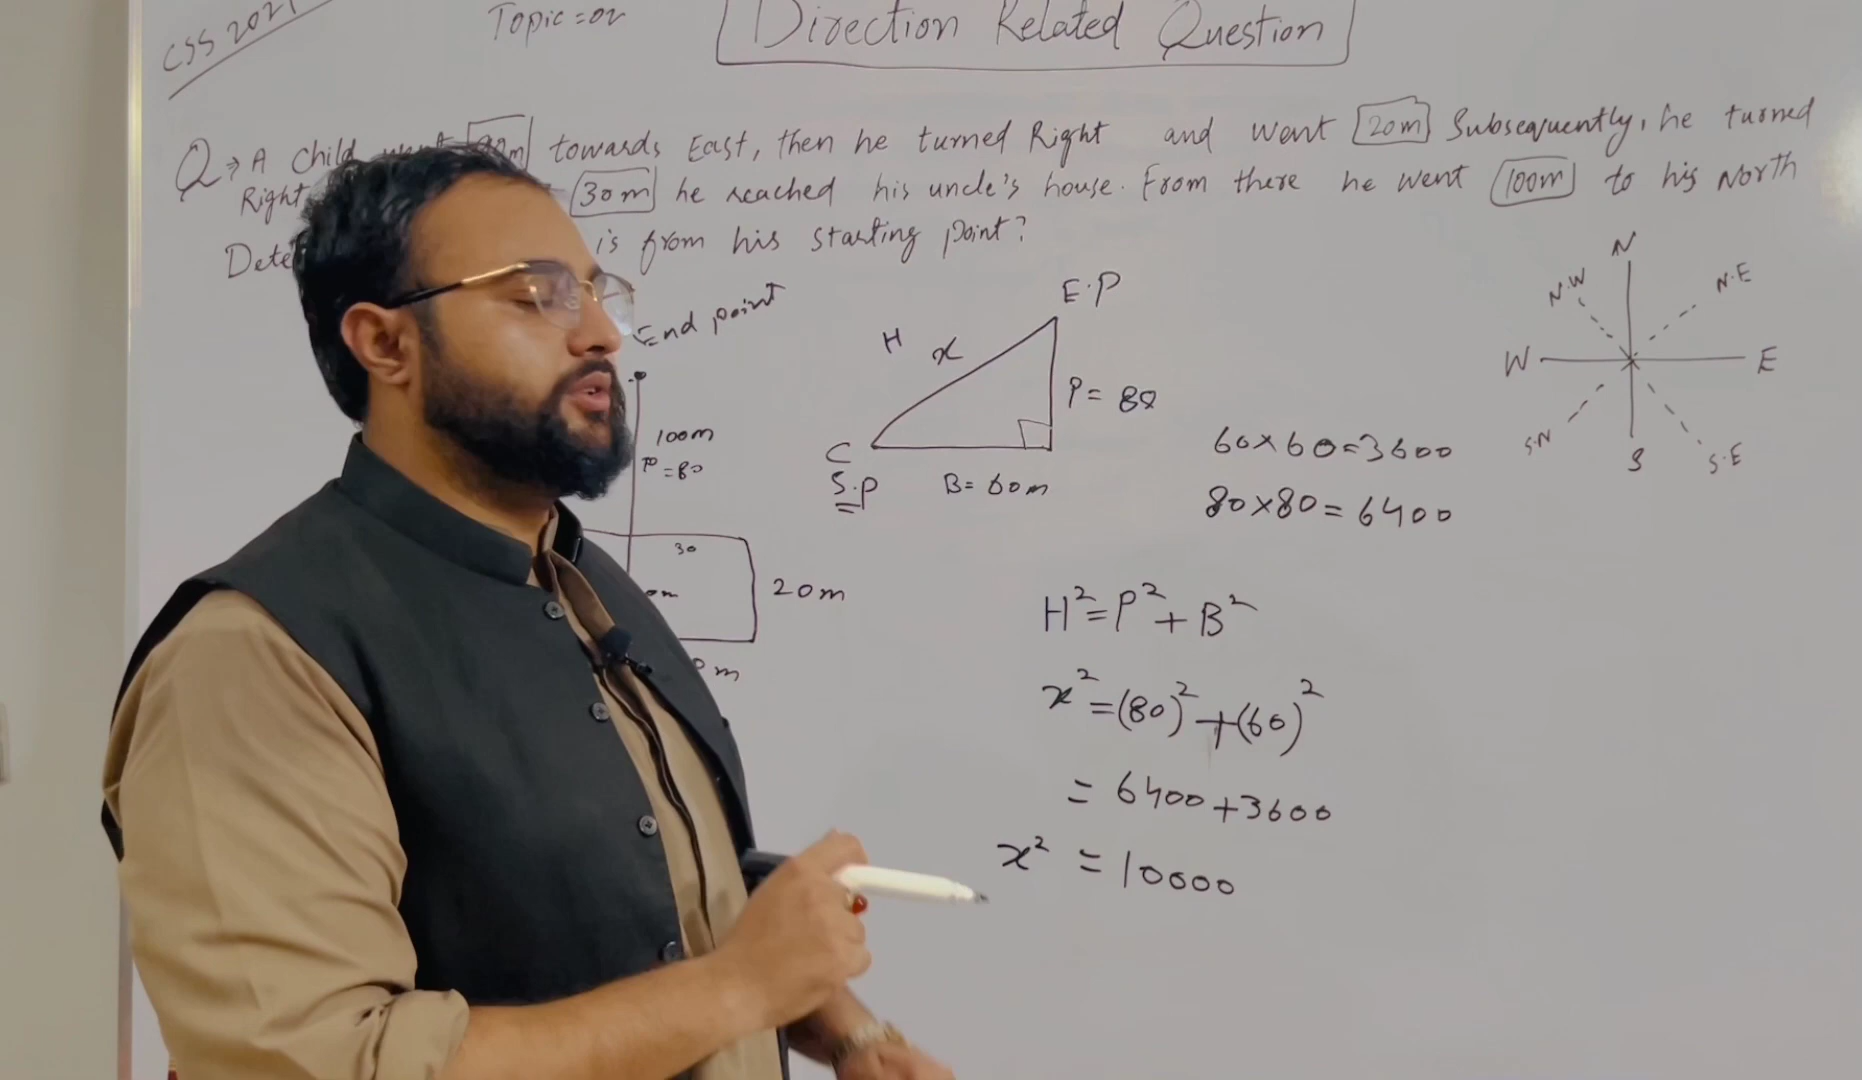 CSS 2021
Topic = 02
Direction Related Question
Q⇒ A Child towards East, then he turned Right and went 20m Subsequently, he turned
Right 30m he reached his uncle's house. From there he went 100m to his North
is from his starting point?
End point
100m
P = 80
30
20m
m
E.P
H
x
P = 80
C
S.P
B = 60m
60×60=3600
80×80=6400
N
N.W
N.E
W
E
S.N
S
S.E
H²=P²+B²
x²=(80)²+(60)²
= 6400+3600
x² = 10000